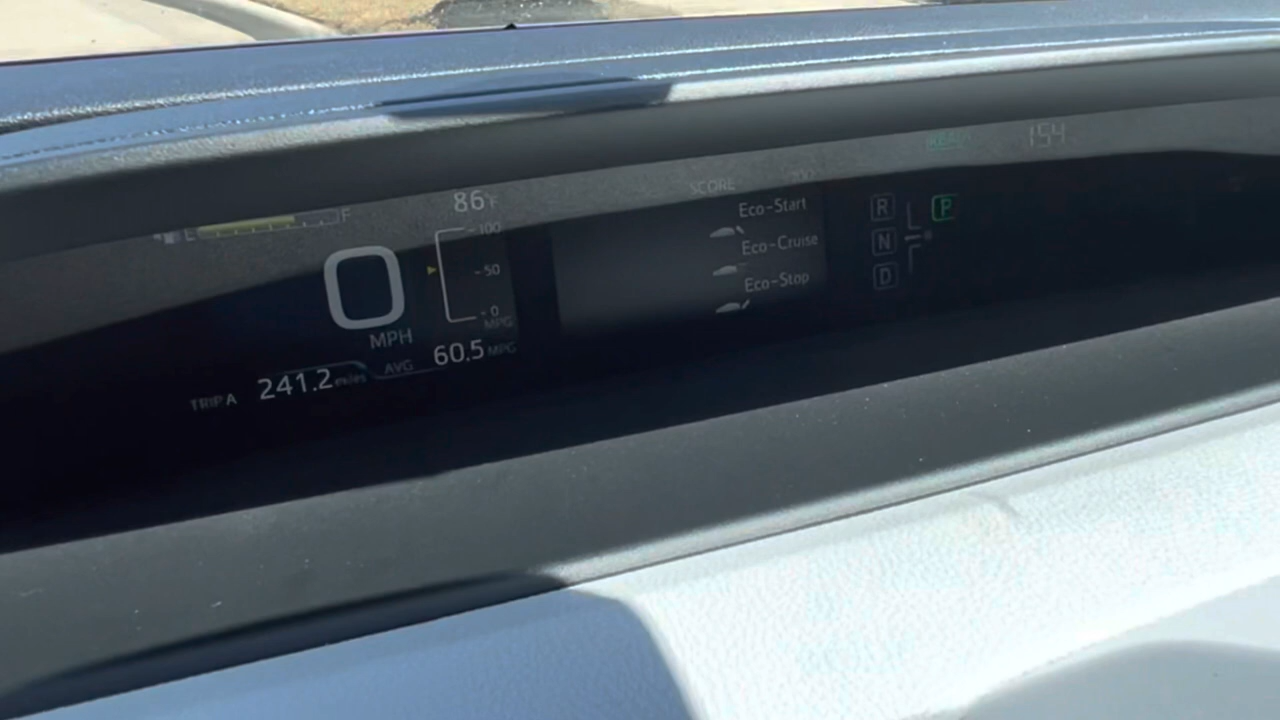 F
86°F
SCORE
154
Eco-Start
R
P
100
0
MPH
50
Eco-Cruise
N
0
MPG
Eco-Stop
D
TRIP A 241.2 miles
AVG 60.5 MPG